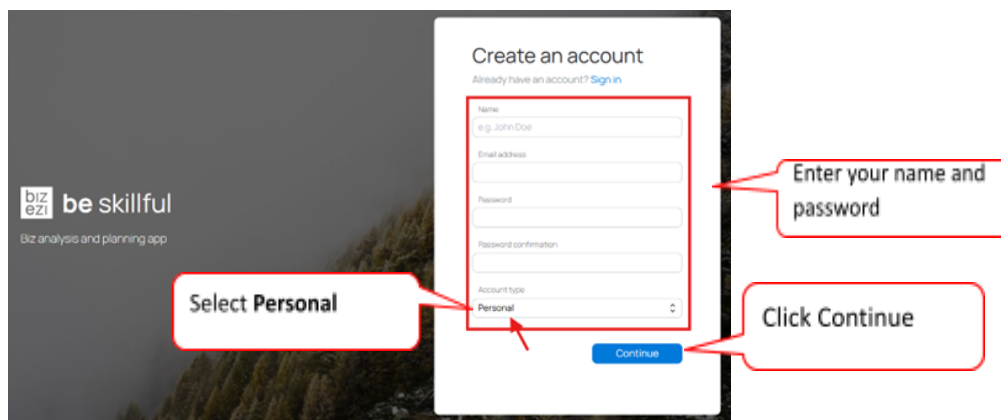 Create an account
Already have an account? Sign in
Name
e.g. John Doe
Email address
Password
Password confirmation
Account type
Personal
Continue
biz
ezi
be skillful
Biz analysis and planning app
Select Personal
Enter your name and
password
Click Continue